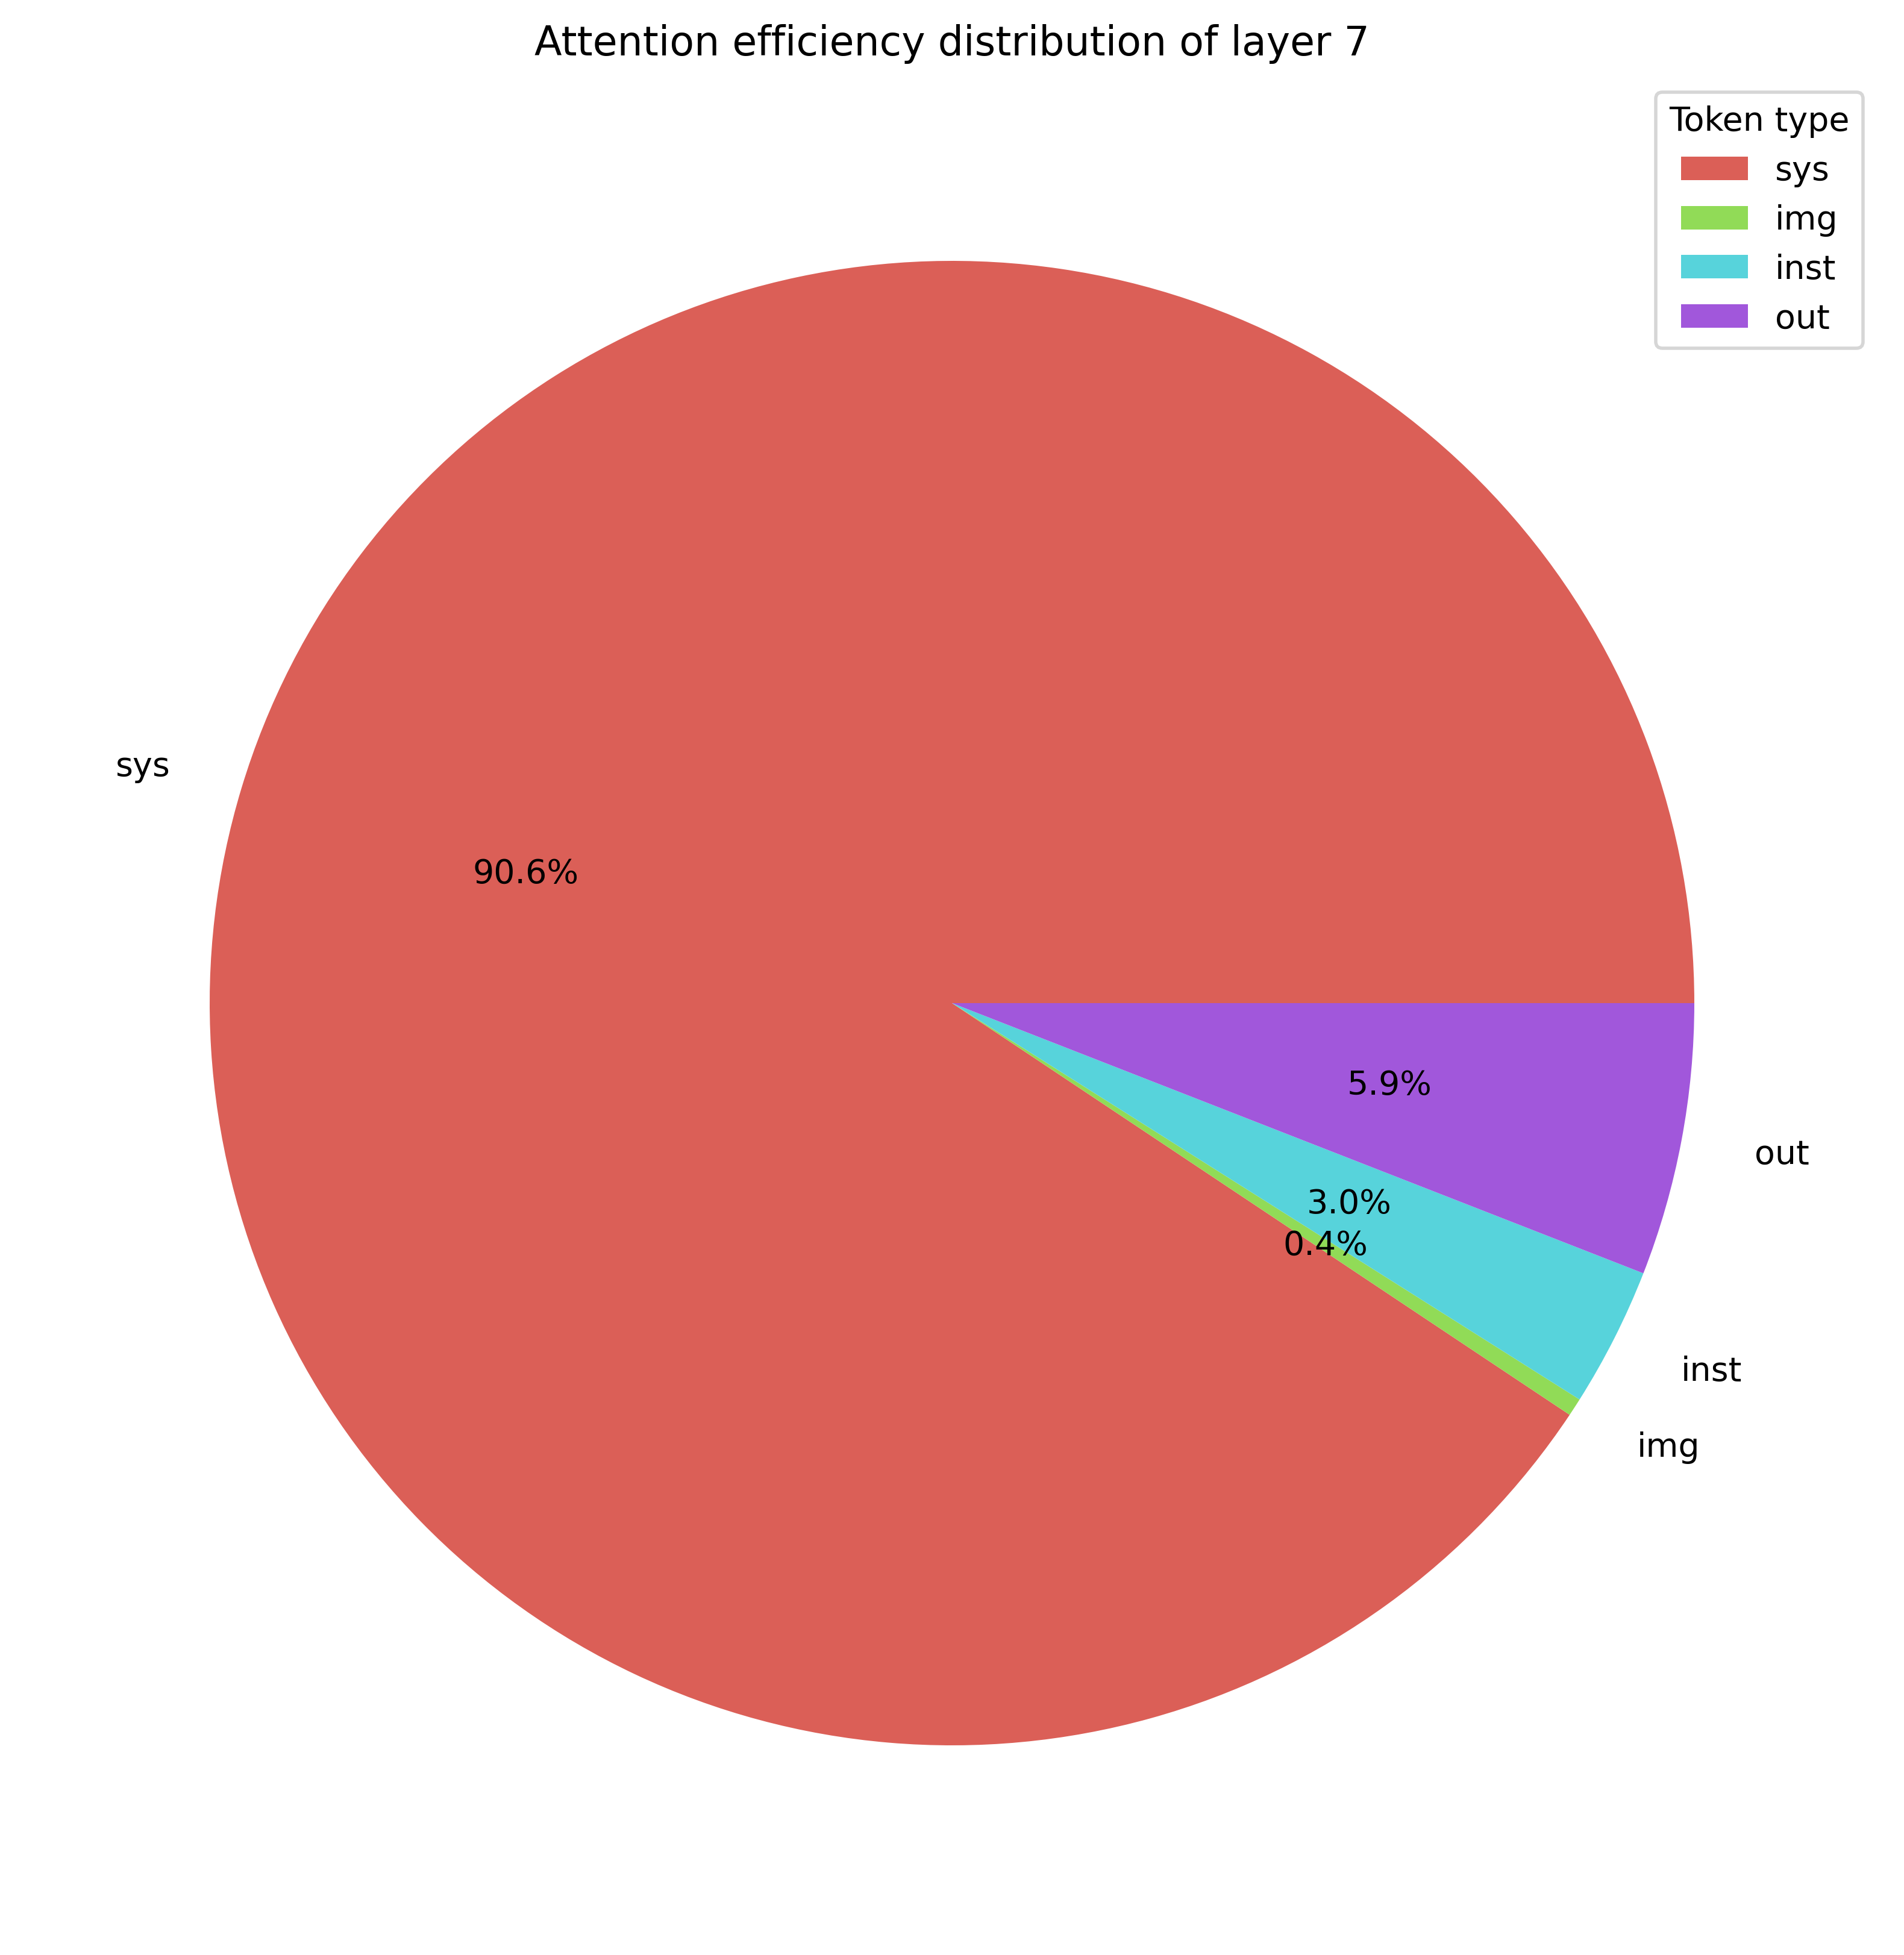 Attention efficiency distribution of layer 7
Token type
sys
img
inst
out
sys
90.6%
5.9%
out
3.0%
0.4%
inst
img